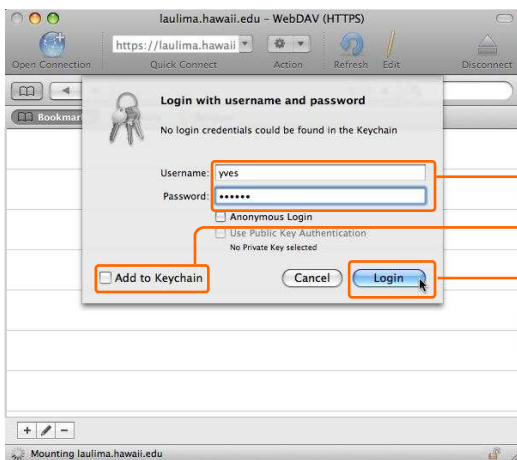 laulima.hawaii.edu – WebDAV (HTTPS)
https://laulima.hawaii
Open Connection Quick Connect Action Refresh Edit Disconnect
Login with username and password
Bookmar
No login credentials could be found in the Keychain
Username: yves
Password: ••••••
Anonymous Login
Use Public Key Authentication
No Private Key selected
Add to Keychain Cancel Login
Mounting laulima.hawaii.edu